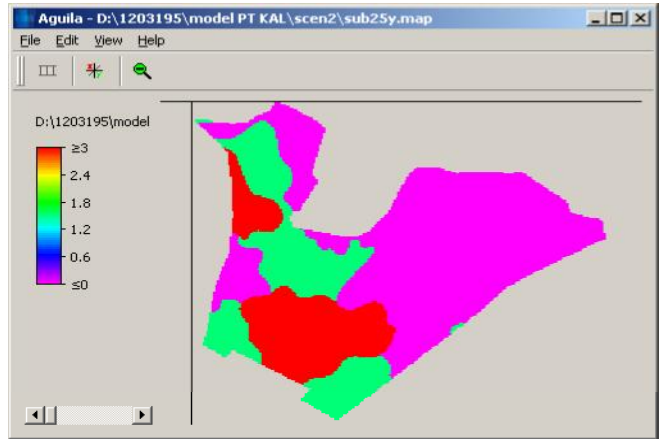 Aguila - D:\1203195\model PT KAL\scen2\sub25y.map
File Edit View Help
D:\1203195\model
≥3
2.4
1.8
1.2
0.6
≤0